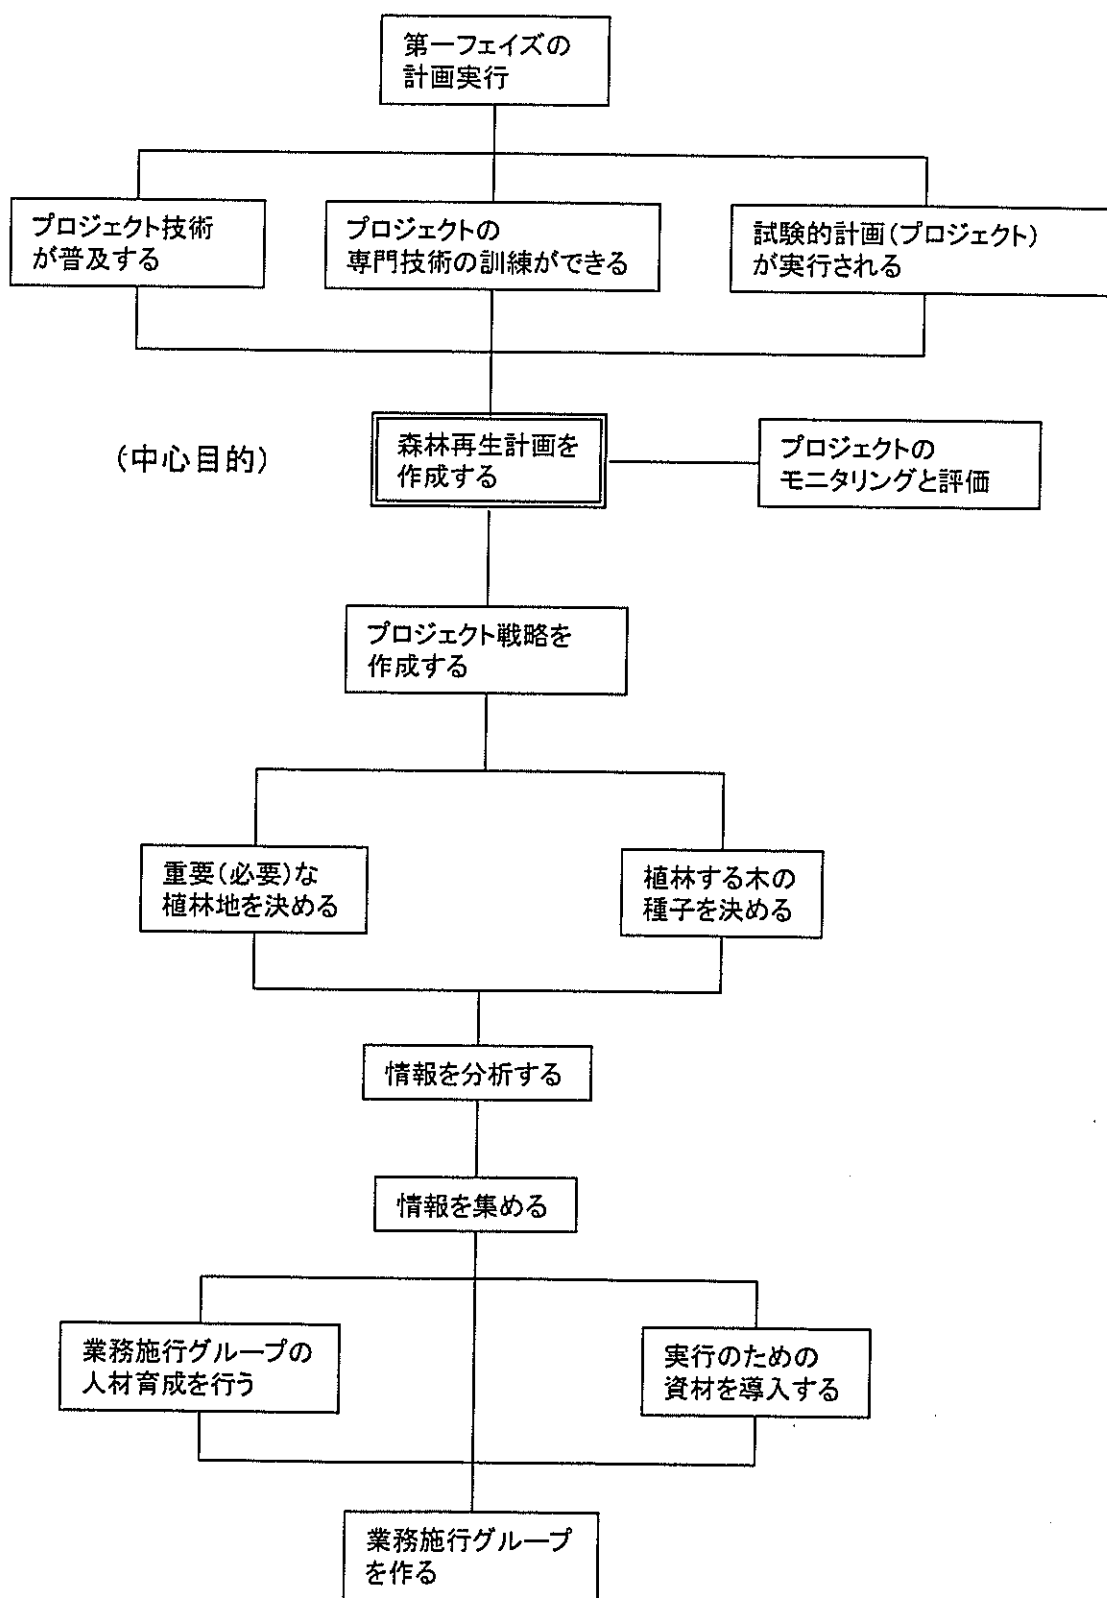 第一フェイズの
計画実行
プロジェクト技術
が普及する
プロジェクトの
専門技術の訓練ができる
試験的計画(プロジェクト)
が実行される
(中心目的)
森林再生計画を
作成する
プロジェクトの
モニタリングと評価
プロジェクト戦略を
作成する
重要(必要)な
植林地を決める
植林する木の
種子を決める
情報を分析する
情報を集める
業務施行グループの
人材育成を行う
実行のための
資材を導入する
業務施行グループ
を作る